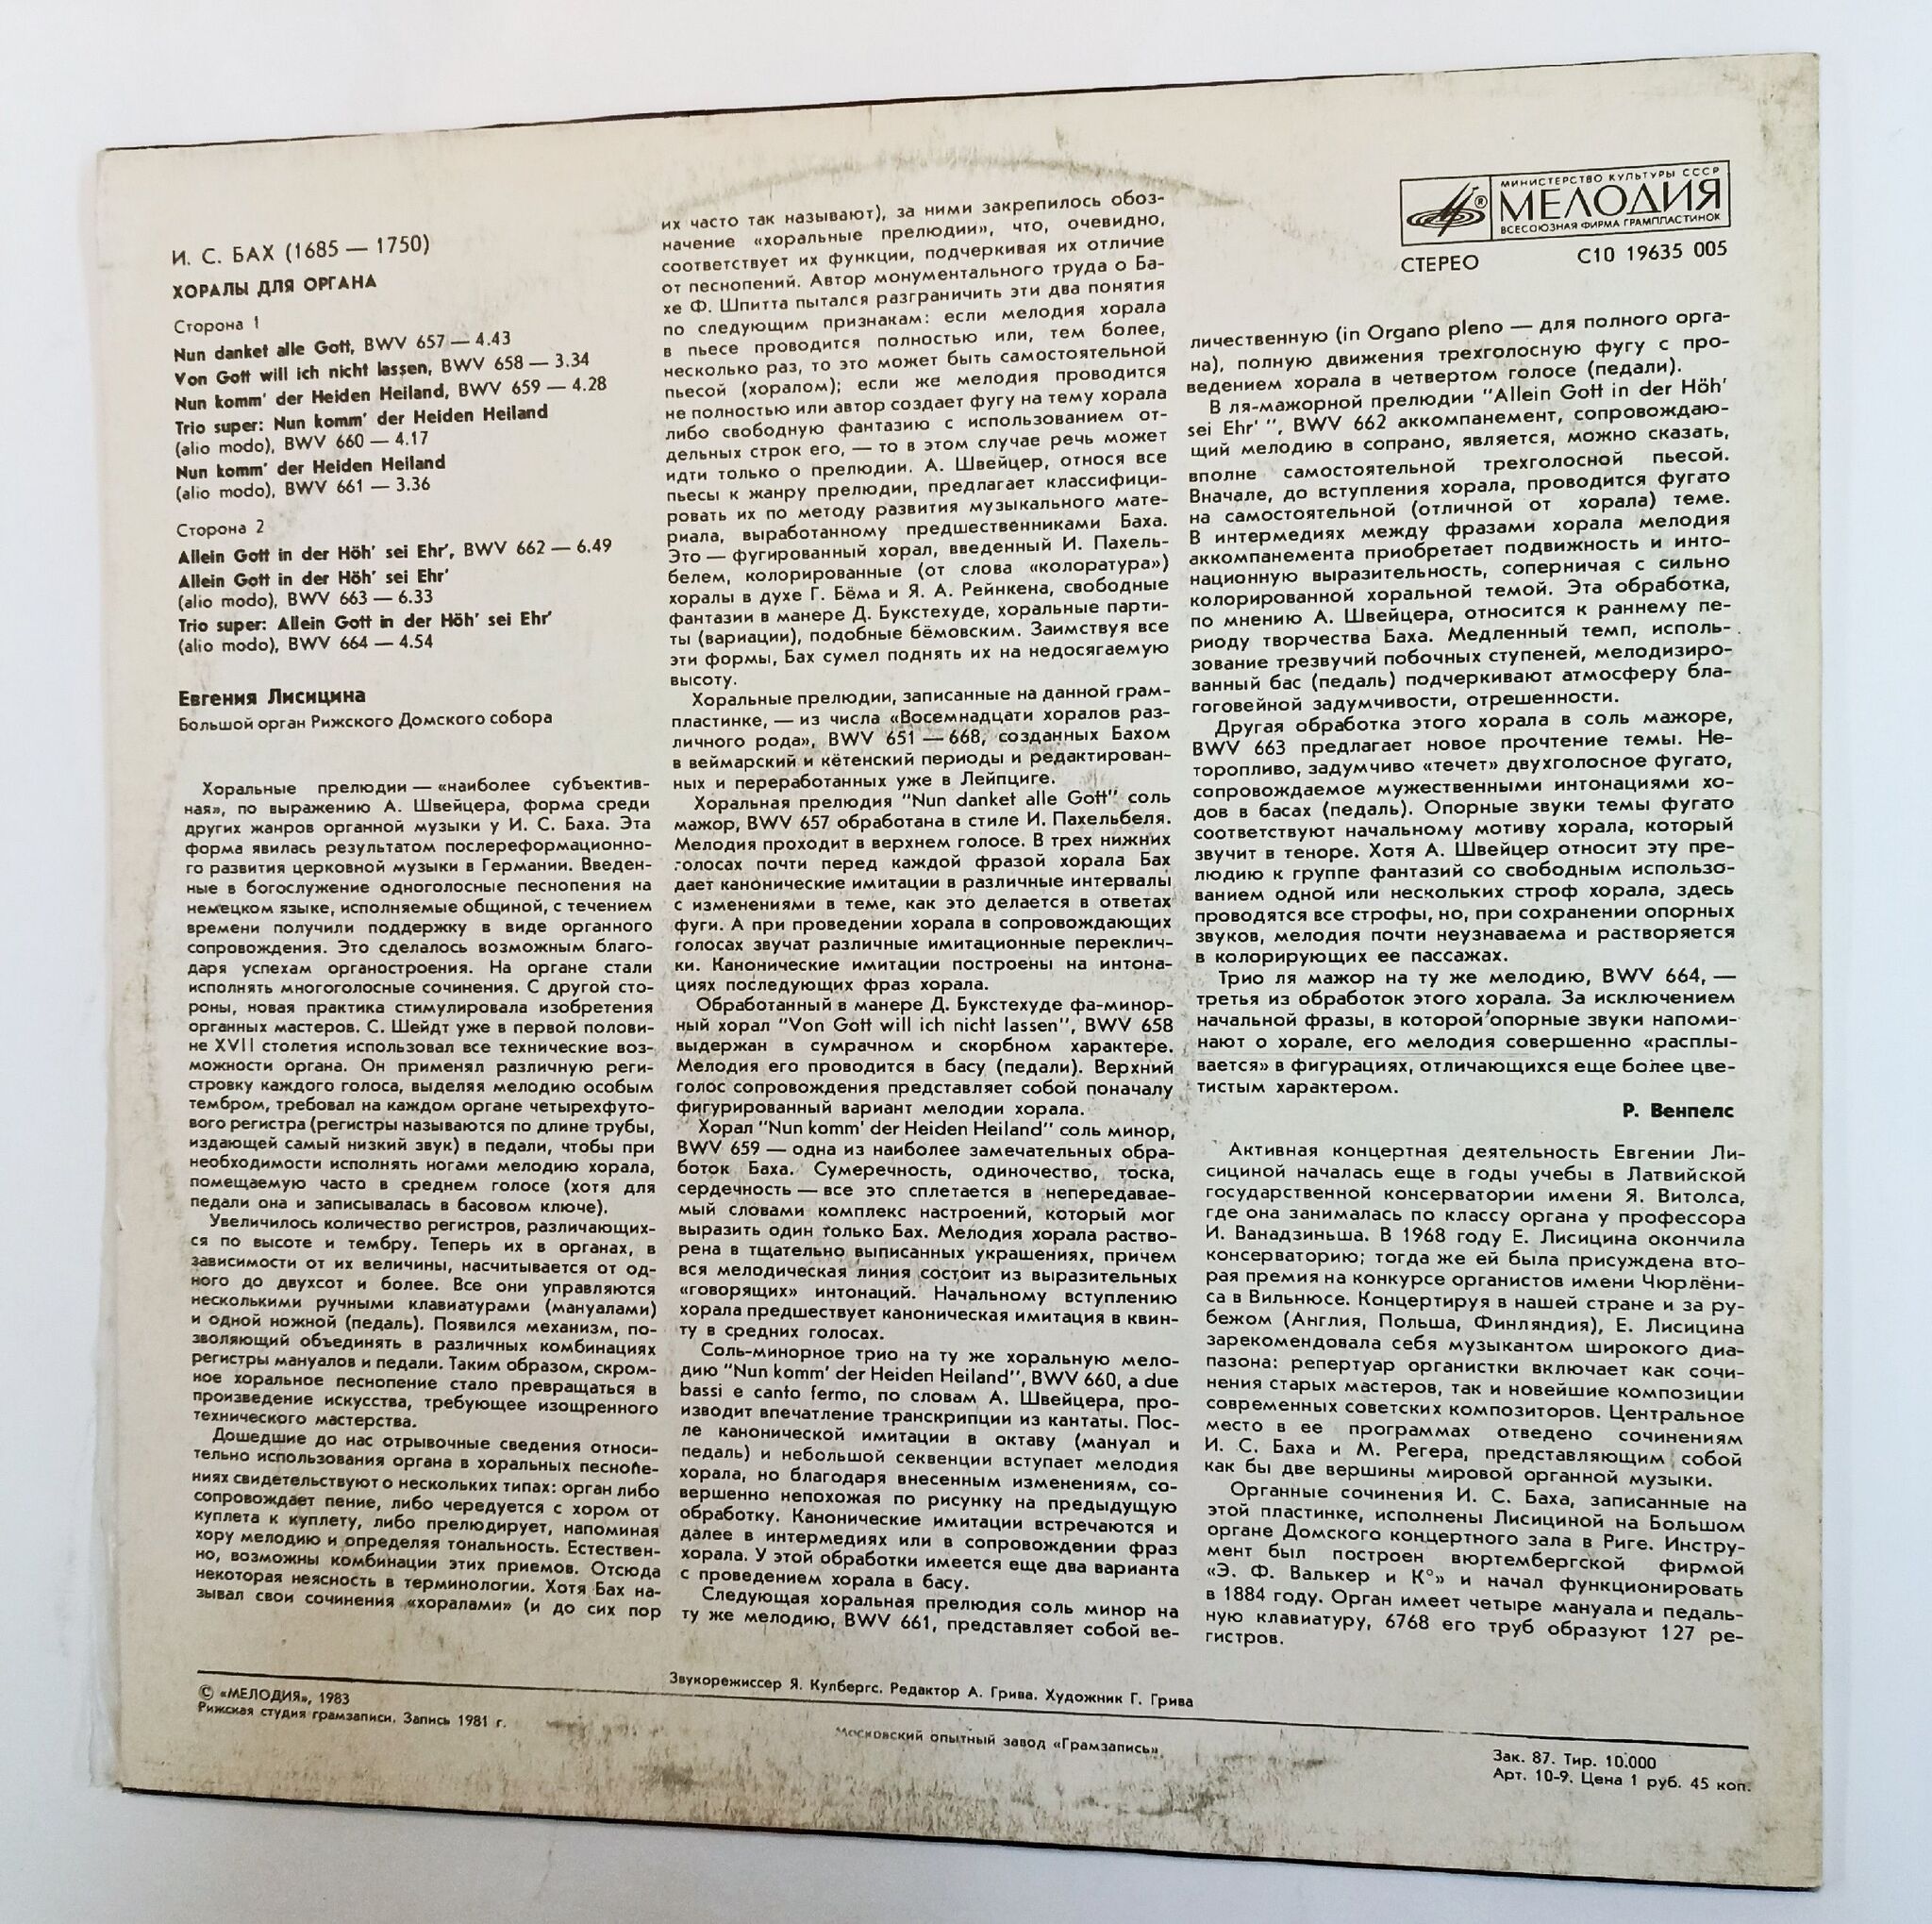 И. С. БАХ (1685 — 1750)
ХОРАЛЫ ДЛЯ ОРГАНА
Сторона 1
Nun danket alle Gott, BWV 657 — 4.43
Von Gott will ich nicht lassen, BWV 658 — 3.34
Nun komm' der Heiden Heiland, BWV 659 — 4.28
Trio super: Nun komm' der Heiden Heiland
(alio modo), BWV 660 — 4.17
Nun komm' der Heiden Heiland
(alio modo), BWV 661 — 3.36
Сторона 2
Allein Gott in der Höh' sei Ehr', BWV 662 — 6.49
Allein Gott in der Höh' sei Ehr'
(alio modo), BWV 663 — 6.33
Trio super: Allein Gott in der Höh' sei Ehr'
(alio modo), BWV 664 — 4.54
Евгения Лисицина
Большой орган Рижского Домского собора
Хоральные прелюдии — «наиболее субъектив-
ная», по выражению А. Швейцера, форма среди
других жанров органной музыки у И. С. Баха. Эта
форма явилась результатом послереформационно-
го развития церковной музыки в Германии. Введен-
ные в богослужение одноголосные песнопения на
немецком языке, исполняемые общиной, с течением
времени получили поддержку в виде органного
сопровождения. Это сделалось возможным благо-
даря успехам органостроения. На органе стали
исполнять многоголосные сочинения. С другой сто-
роны, новая практика стимулировала изобретения
органных мастеров. С. Шейдт уже в первой полови-
не XVII столетия использовал все технические воз-
можности органа. Он применял различную реги-
стровку каждого голоса, выделяя мелодию особым
тембром, требовал на каждом органе четырехфуто-
вого регистра (регистры называются по длине трубы,
издающей самый низкий звук) в педали, чтобы при
необходимости исполнять ногами мелодию хорала,
помещаемую часто в среднем голосе (хотя для
педали она и записывалась в басовом ключе).
Увеличилось количество регистров, различающих-
ся по высоте и тембру. Теперь их в органах, в
зависимости от их величины, насчитывается от од-
ного до двухсот и более. Все они управляются
несколькими ручными клавиатурами (мануалами)
и одной ножной (педаль). Появился механизм, по-
зволяющий объединять в различных комбинациях
регистры мануалов и педали. Таким образом, скром-
ное хоральное песнопение стало превращаться в
произведение искусства, требующее изощренного
технического мастерства.
Дошедшие до нас отрывочные сведения относи-
тельно использования органа в хоральных песнопе-
ниях свидетельствуют о нескольких типах: орган либо
сопровождает пение, либо чередуется с хором от
куплета к куплету, либо прелюдирует, напоминая
хору мелодию и определяя тональность. Естествен-
но, возможны комбинации этих приемов. Отсюда
некоторая неясность в терминологии. Хотя Бах на-
зывал свои сочинения «хоралами» (и до сих пор
их часто так называют), за ними закрепилось обоз-
начение «хоральные прелюдии», что, очевидно,
соответствует их функции, подчеркивая их отличие
от песнопений. Автор монументального труда о Ба-
хе Ф. Шпитта пытался разграничить эти два понятия
по следующим признакам: если мелодия хорала
в пьесе проводится полностью или, тем более,
несколько раз, то это может быть самостоятельной
пьесой (хоралом); если же мелодия проводится
не полностью или автор создает фугу на тему хорала
либо свободную фантазию с использованием от-
дельных строк его, — то в этом случае речь может
идти только о прелюдии. А. Швейцер, относя все
пьесы к жанру прелюдии, предлагает классифици-
ровать их по методу развития музыкального мате-
риала, выработанному предшественниками Баха.
Это — фугированный хорал, введенный И. Пахель-
белем, колорированные (от слова «колоратура»)
хоралы в духе Г. Бёма и Я. А. Рейнкена, свободные
фантазии в манере Д. Букстехуде, хоральные парти-
ты (вариации), подобные бёмовским. Заимствуя все
эти формы, Бах сумел поднять их на недосягаемую
высоту.
Хоральные прелюдии, записанные на данной грам-
пластинке, — из числа «Восемнадцати хоралов раз-
личного рода», BWV 651 — 668, созданных Бахом
в веймарский и кётенский периоды и редактирован-
ных и переработанных уже в Лейпциге.
Хоральная прелюдия "Nun danket alle Gott" соль
мажор, BWV 657 обработана в стиле И. Пахельбеля.
Мелодия проходит в верхнем голосе. В трех нижних
голосах почти перед каждой фразой хорала Бах
дает канонические имитации в различные интервалы
с изменениями в теме, как это делается в ответах
фуги. А при проведении хорала в сопровождающих
голосах звучат различные имитационные переклич-
ки. Канонические имитации построены на интона-
циях последующих фраз хорала.
Обработанный в манере Д. Букстехуде фа-минор-
ный хорал "Von Gott will ich nicht lassen", BWV 658
выдержан в сумрачном и скорбном характере.
Мелодия его проводится в басу (педали). Верхний
голос сопровождения представляет собой поначалу
фигурированный вариант мелодии хорала.
Хорал "Nun komm' der Heiden Heiland" соль минор,
BWV 659 — одна из наиболее замечательных обра-
боток Баха. Сумеречность, одиночество, тоска,
сердечность — все это сплетается в непередавае-
мый словами комплекс настроений, который мог
выразить один только Бах. Мелодия хорала раство-
рена в тщательно выписанных украшениях, причем
вся мелодическая линия состоит из выразительных
«говорящих» интонаций. Начальному вступлению
хорала предшествует каноническая имитация в квин-
ту в средних голосах.
Соль-минорное трио на ту же хоральную мело-
дию "Nun komm' der Heiden Heiland", BWV 660, a due
bassi e canto fermo, по словам А. Швейцера, про-
изводит впечатление транскрипции из кантаты. Пос-
ле канонической имитации в октаву (мануал и
педаль) и небольшой секвенции вступает мелодия
хорала, но благодаря внесенным изменениям, со-
вершенно непохожая по рисунку на предыдущую
обработку. Канонические имитации встречаются и
далее в интермедиях или в сопровождении фраз
хорала. У этой обработки имеется еще два варианта
с проведением хорала в басу.
Следующая хоральная прелюдия соль минор на
ту же мелодию, BWV 661, представляет собой ве-
МИНИСТЕРСТВО КУЛЬТУРЫ СССР
® МЕЛОДИЯ
ВСЕСОЮЗНАЯ ФИРМА ГРАМПЛАСТИНОК
СТЕРЕО С10 19635 005
личественную (in Organo pleno — для полного орга-
на), полную движения трехголосную фугу с про-
ведением хорала в четвертом голосе (педали).
В ля-мажорной прелюдии "Allein Gott in der Höh'
sei Ehr' ", BWV 662 аккомпанемент, сопровождаю-
щий мелодию в сопрано, является, можно сказать,
вполне самостоятельной трехголосной пьесой.
Вначале, до вступления хорала, проводится фугато
на самостоятельной (отличной от хорала) теме.
В интермедиях между фразами хорала мелодия
аккомпанемента приобретает подвижность и инто-
национную выразительность, соперничая с сильно
колорированной хоральной темой. Эта обработка,
по мнению А. Швейцера, относится к раннему пе-
риоду творчества Баха. Медленный темп, исполь-
зование трезвучий побочных ступеней, мелодизиро-
ванный бас (педаль) подчеркивают атмосферу бла-
гоговейной задумчивости, отрешенности.
Другая обработка этого хорала в соль мажоре,
BWV 663 предлагает новое прочтение темы. Не-
торопливо, задумчиво «течет» двухголосное фугато,
сопровождаемое мужественными интонациями хо-
дов в басах (педаль). Опорные звуки темы фугато
соответствуют начальному мотиву хорала, который
звучит в теноре. Хотя А. Швейцер относит эту пре-
людию к группе фантазий со свободным использо-
ванием одной или нескольких строф хорала, здесь
проводятся все строфы, но, при сохранении опорных
звуков, мелодия почти неузнаваема и растворяется
в колорирующих ее пассажах.
Трио ля мажор на ту же мелодию, BWV 664, —
третья из обработок этого хорала. За исключением
начальной фразы, в которой опорные звуки напоми-
нают о хорале, его мелодия совершенно «расплы-
вается» в фигурациях, отличающихся еще более цве-
тистым характером.
Р. Венпелс
Активная концертная деятельность Евгении Ли-
сициной началась еще в годы учебы в Латвийской
государственной консерватории имени Я. Витолса,
где она занималась по классу органа у профессора
И. Ванадзиньша. В 1968 году Е. Лисицина окончила
консерваторию; тогда же ей была присуждена вто-
рая премия на конкурсе органистов имени Чюрлёни-
са в Вильнюсе. Концертируя в нашей стране и за ру-
бежом (Англия, Польша, Финляндия), Е. Лисицина
зарекомендовала себя музыкантом широкого диа-
пазона: репертуар органистки включает как сочи-
нения старых мастеров, так и новейшие композиции
современных советских композиторов. Центральное
место в ее программах отведено сочинениям
И. С. Баха и М. Регера, представляющим собой
как бы две вершины мировой органной музыки.
Органные сочинения И. С. Баха, записанные на
этой пластинке, исполнены Лисициной на Большом
органе Домского концертного зала в Риге. Инстру-
мент был построен вюртембергской фирмой
«Э. Ф. Валькер и К°» и начал функционировать
в 1884 году. Орган имеет четыре мануала и педаль-
ную клавиатуру, 6768 его труб образуют 127 ре-
гистров.
Звукорежиссер Я. Кулбергс. Редактор А. Грива. Художник Г. Грива
© «МЕЛОДИЯ», 1983
Рижская студия грамзаписи. Запись 1981 г.
Московский опытный завод «Грамзапись»
Зак. 87. Тир. 10.000
Арт. 10-9. Цена 1 руб. 45 коп.